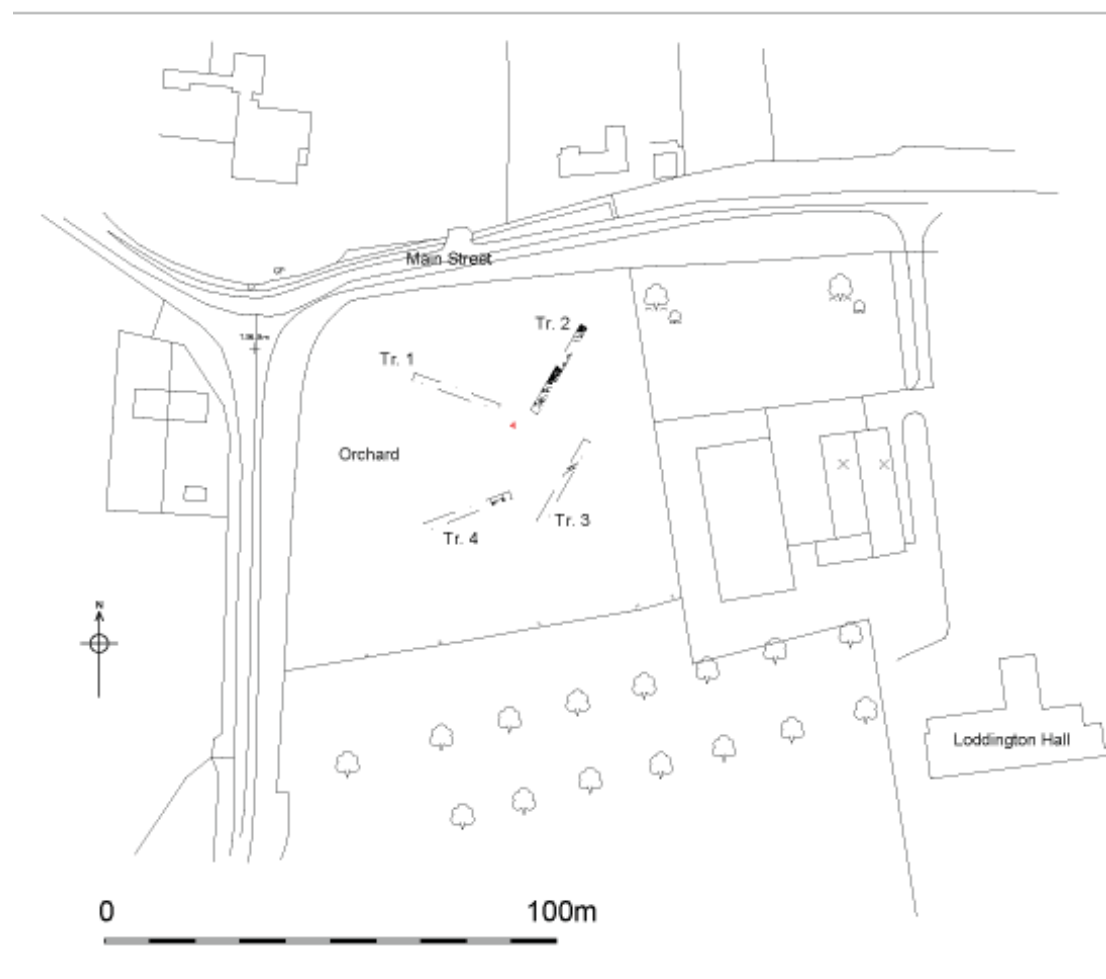 Main Street
Tr. 2
Tr. 1
Orchard
Tr. 3
Tr. 4
N
Loddington Hall
0
100m